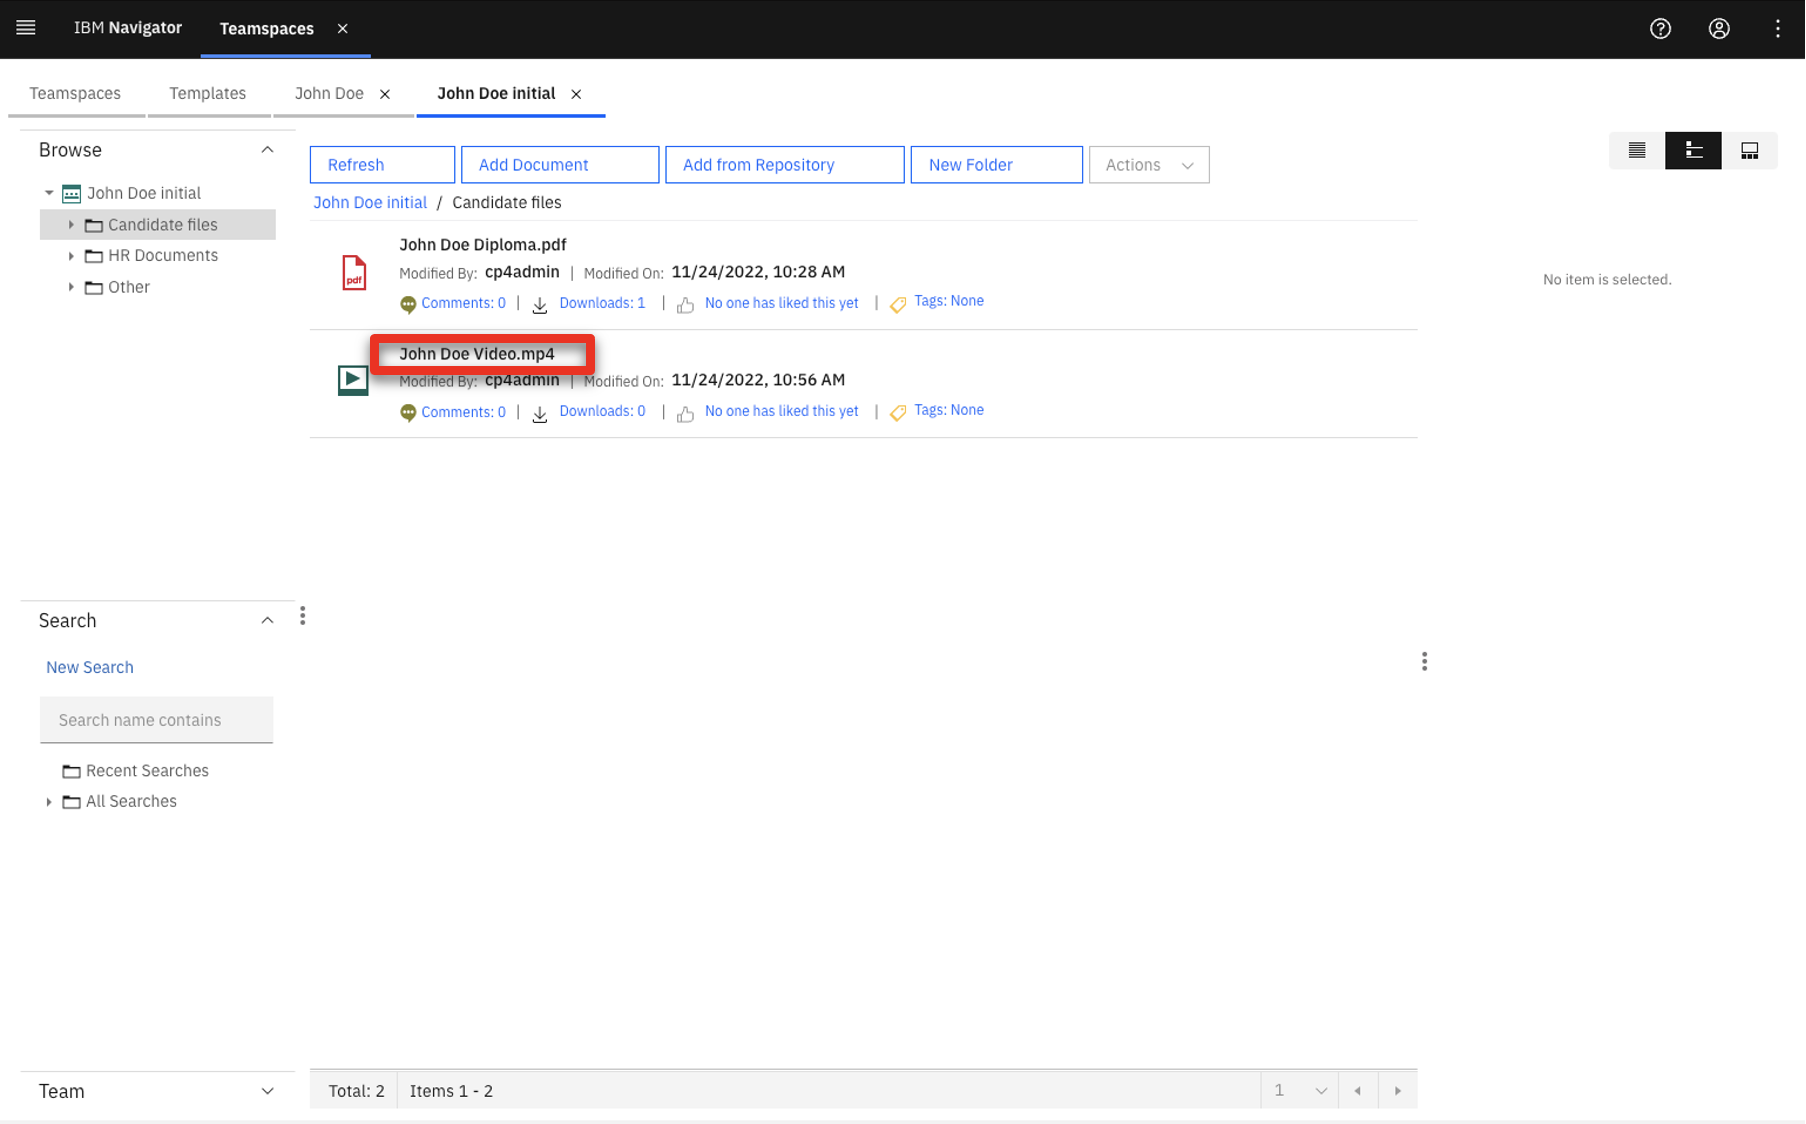 IBM Navigator
Teamspaces
Teamspaces
Templates
John Doe
John Doe initial
Browse
John Doe initial
Candidate files
HR Documents
Other
Refresh
Add Document
Add from Repository
New Folder
Actions
John Doe initial / Candidate files
pdf
John Doe Diploma.pdf
Modified By: cp4admin | Modified On: 11/24/2022, 10:28 AM
Comments: 0 | Downloads: 1 | No one has liked this yet | Tags: None
John Doe Video.mp4
Modified By: cp4admin | Modified On: 11/24/2022, 10:56 AM
Comments: 0 | Downloads: 0 | No one has liked this yet | Tags: None
No item is selected.
Search
New Search
Search name contains
Recent Searches
All Searches
Team
Total: 2
Items 1 - 2
1